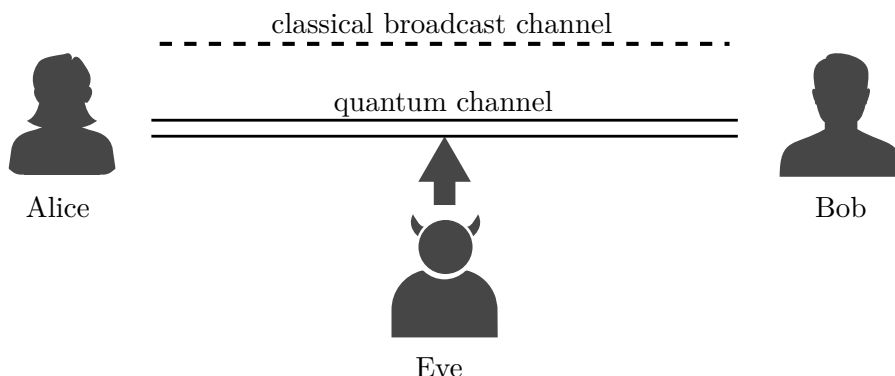 classical broadcast channel
quantum channel
Alice
Bob
Eve